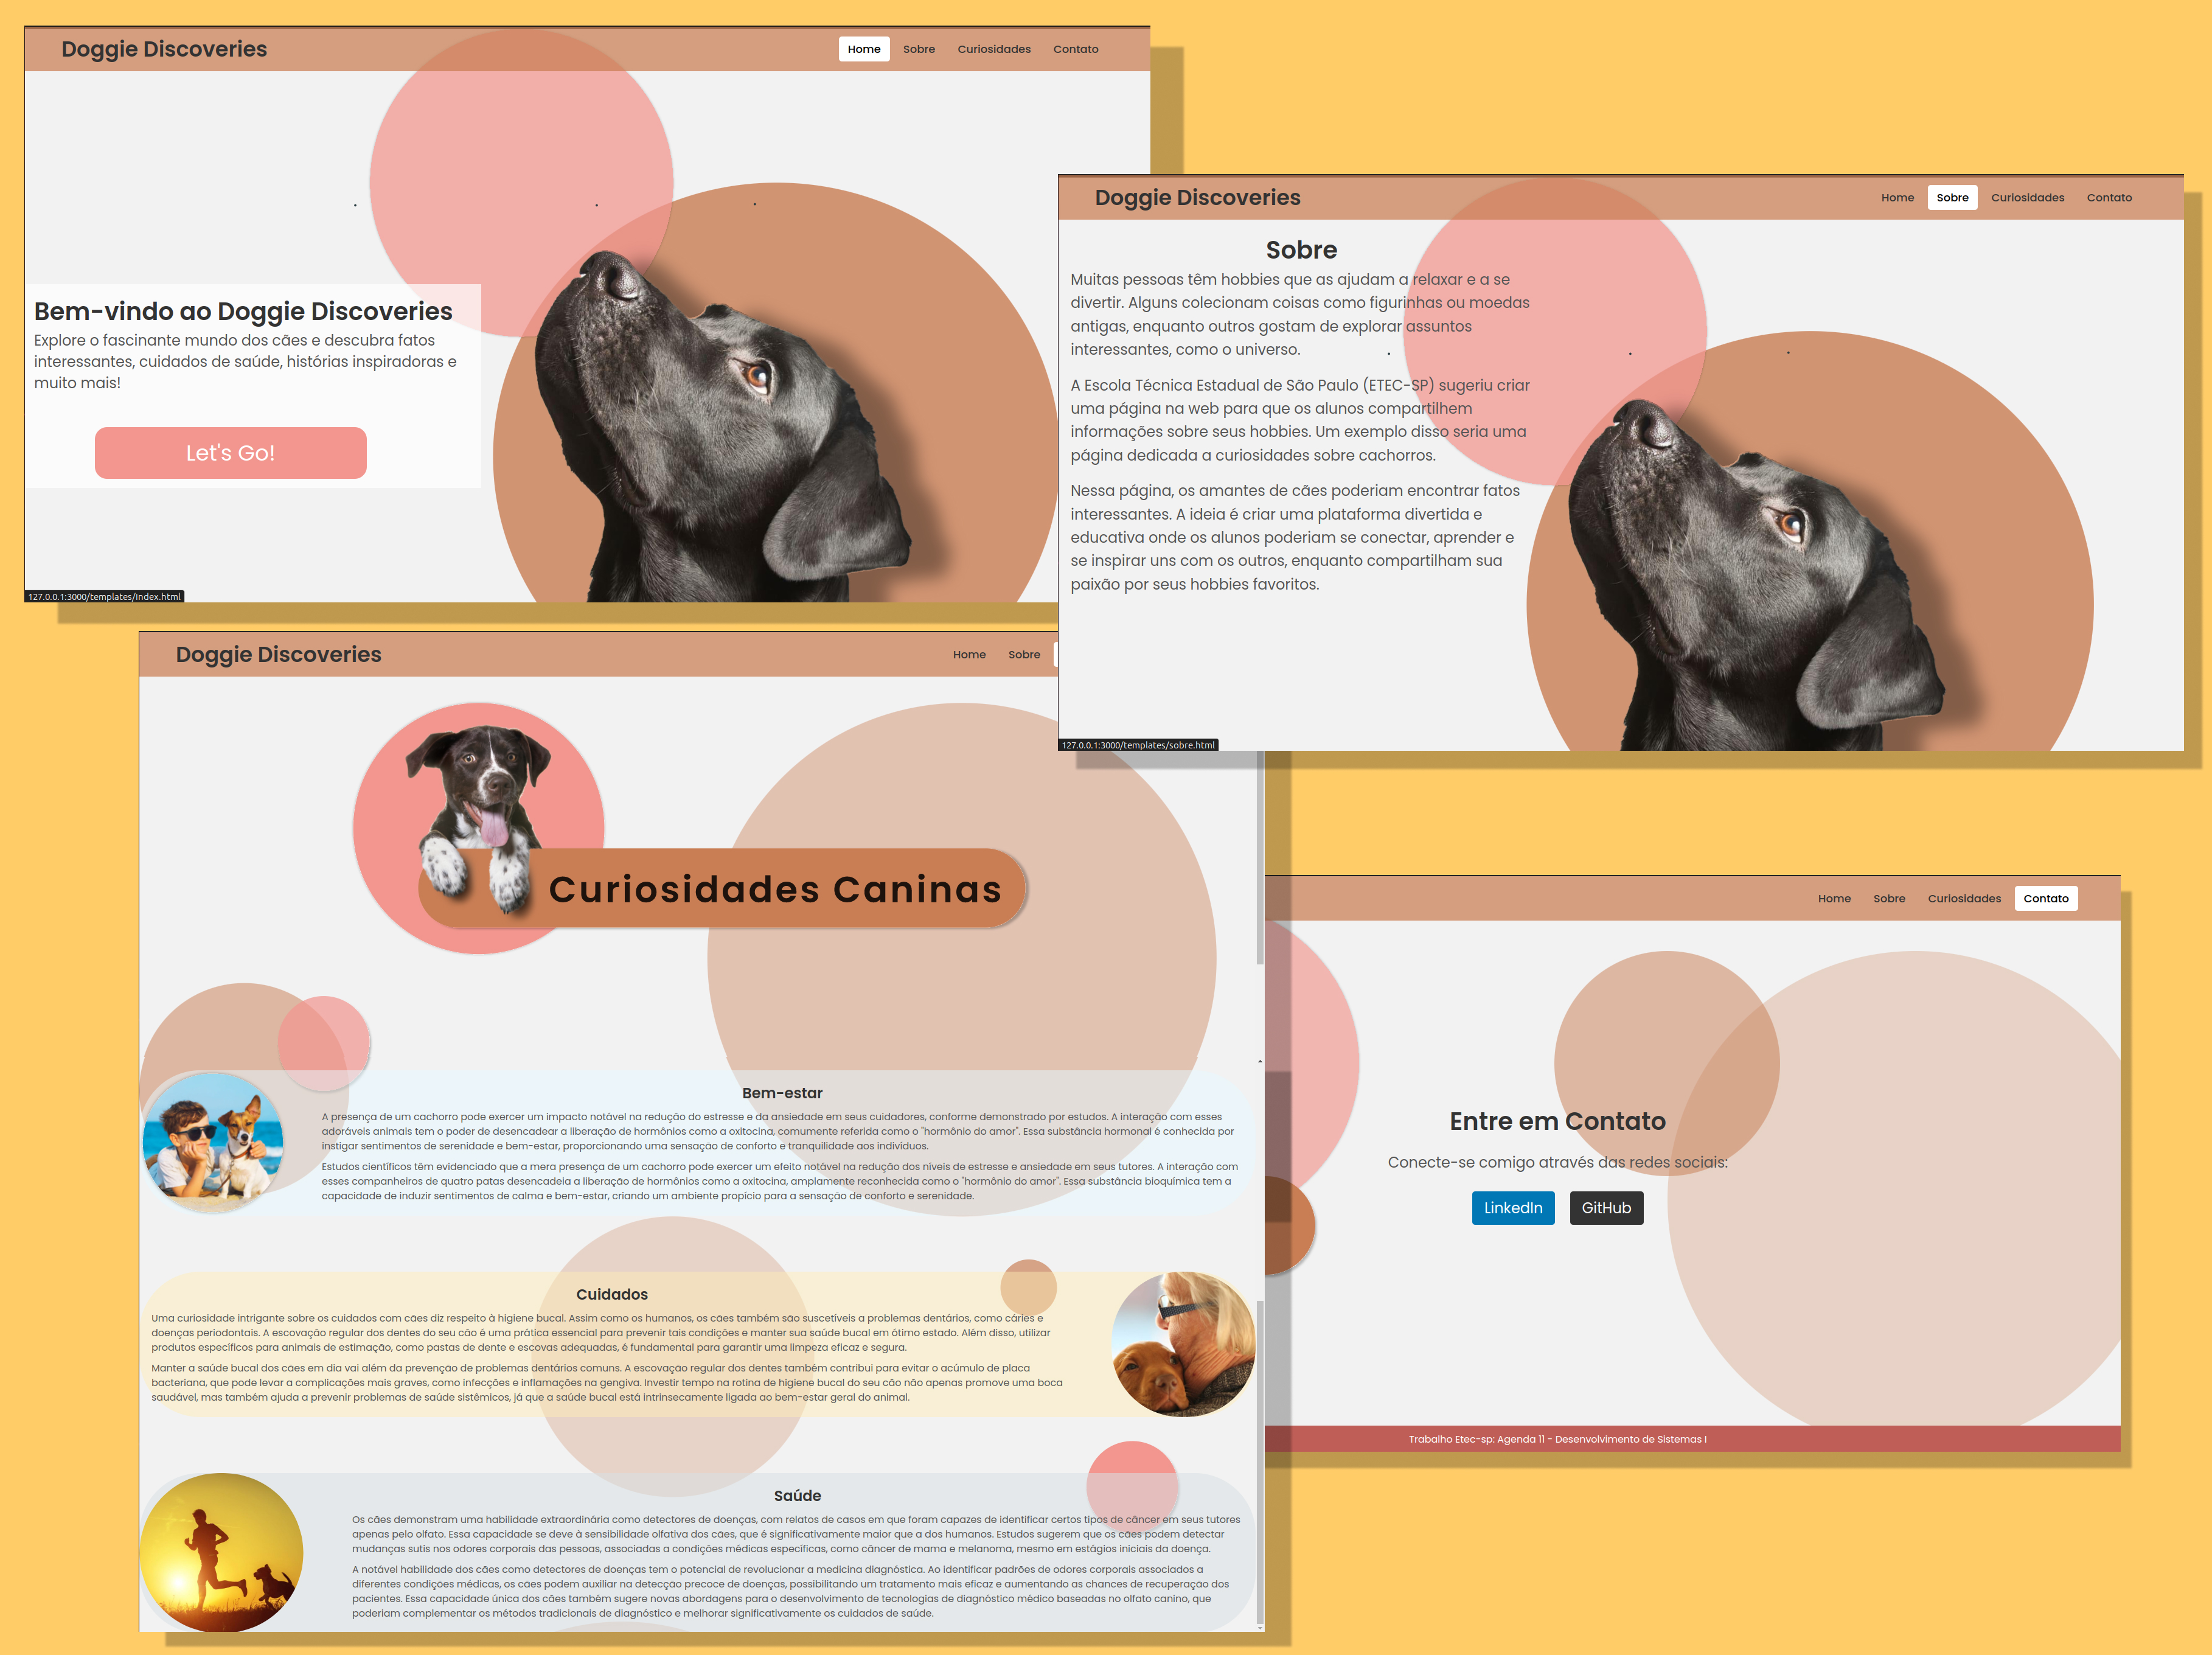 Doggie Discoveries
Home Sobre Curiosidades Contato
Bem-vindo ao Doggie Discoveries
Explore o fascinante mundo dos cães e descubra fatos
interessantes, cuidados de saúde, histórias inspiradoras e
muito mais!
Let's Go!
127.0.0.1:3000/templates/Index.html
Doggie Discoveries
Home Sobre Curiosidades Contato
Sobre
Muitas pessoas têm hobbies que as ajudam a relaxar e a se
divertir. Alguns colecionam coisas como figurinhas ou moedas
antigas, enquanto outros gostam de explorar assuntos
interessantes, como o universo.
A Escola Técnica Estadual de São Paulo (ETEC-SP) sugeriu criar
uma página na web para que os alunos compartilhem
informações sobre seus hobbies. Um exemplo disso seria uma
página dedicada a curiosidades sobre cachorros.
Nessa página, os amantes de cães poderiam encontrar fatos
interessantes. A ideia é criar uma plataforma divertida e
educativa onde os alunos poderiam se conectar, aprender e
se inspirar uns com os outros, enquanto compartilham sua
paixão por seus hobbies favoritos.
127.0.0.1:3000/templates/sobre.html
Doggie Discoveries
Home Sobre
Curiosidades Caninas
Bem-estar
A presença de um cachorro pode exercer um impacto notável na redução do estresse e da ansiedade em seus cuidadores, conforme demonstrado por estudos. A interação com esses
adoráveis animais tem o poder de desencadear a liberação de hormônios como a oxitocina, comumente referida como o "hormônio do amor". Essa substância hormonal é conhecida por
instigar sentimentos de serenidade e bem-estar, proporcionando uma sensação de conforto e tranquilidade aos indivíduos.
Estudos científicos têm evidenciado que a mera presença de um cachorro pode exercer um efeito notável na redução dos níveis de estresse e ansiedade em seus tutores. A interação com
esses companheiros de quatro patas desencadeia a liberação de hormônios como a oxitocina, amplamente reconhecida como o "hormônio do amor". Essa substância bioquímica tem a
capacidade de induzir sentimentos de calma e bem-estar, criando um ambiente propício para a sensação de conforto e serenidade.
Cuidados
Uma curiosidade intrigante sobre os cuidados com cães diz respeito à higiene bucal. Assim como os humanos, os cães também são suscetíveis a problemas dentários, como cáries e
doenças periodontais. A escovação regular dos dentes do seu cão é uma prática essencial para prevenir tais condições e manter sua saúde bucal em ótimo estado. Além disso, utilizar
produtos específicos para animais de estimação, como pastas de dente e escovas adequadas, é fundamental para garantir uma limpeza eficaz e segura.
Manter a saúde bucal dos cães em dia vai além da prevenção de problemas dentários comuns. A escovação regular dos dentes também contribui para evitar o acúmulo de placa
bacteriana, que pode levar a complicações mais graves, como infecções e inflamações na gengiva. Investir tempo na rotina de higiene bucal do seu cão não apenas promove uma boca
saudável, mas também ajuda a prevenir problemas de saúde sistêmicos, já que a saúde bucal está intrinsecamente ligada ao bem-estar geral do animal.
Saúde
Os cães demonstram uma habilidade extraordinária como detectores de doenças, com relatos de casos em que foram capazes de identificar certos tipos de câncer em seus tutores
apenas pelo olfato. Essa capacidade se deve à sensibilidade olfativa dos cães, que é significativamente maior que a dos humanos. Estudos sugerem que os cães podem detectar
mudanças sutis nos odores corporais das pessoas, associadas a condições médicas específicas, como câncer de mama e melanoma, mesmo em estágios iniciais da doença.
A notável habilidade dos cães como detectores de doenças tem o potencial de revolucionar a medicina diagnóstica. Ao identificar padrões de odores corporais associados a
diferentes condições médicas, os cães podem auxiliar na detecção precoce de doenças, possibilitando um tratamento mais eficaz e aumentando as chances de recuperação dos
pacientes. Essa capacidade única dos cães também sugere novas abordagens para o desenvolvimento de tecnologias de diagnóstico médico baseadas no olfato canino, que
poderiam complementar os métodos tradicionais de diagnóstico e melhorar significativamente os cuidados de saúde.
Home Sobre Curiosidades Contato
Entre em Contato
Conecte-se comigo através das redes sociais:
LinkedIn GitHub
Trabalho Etec-sp: Agenda 11 - Desenvolvimento de Sistemas I